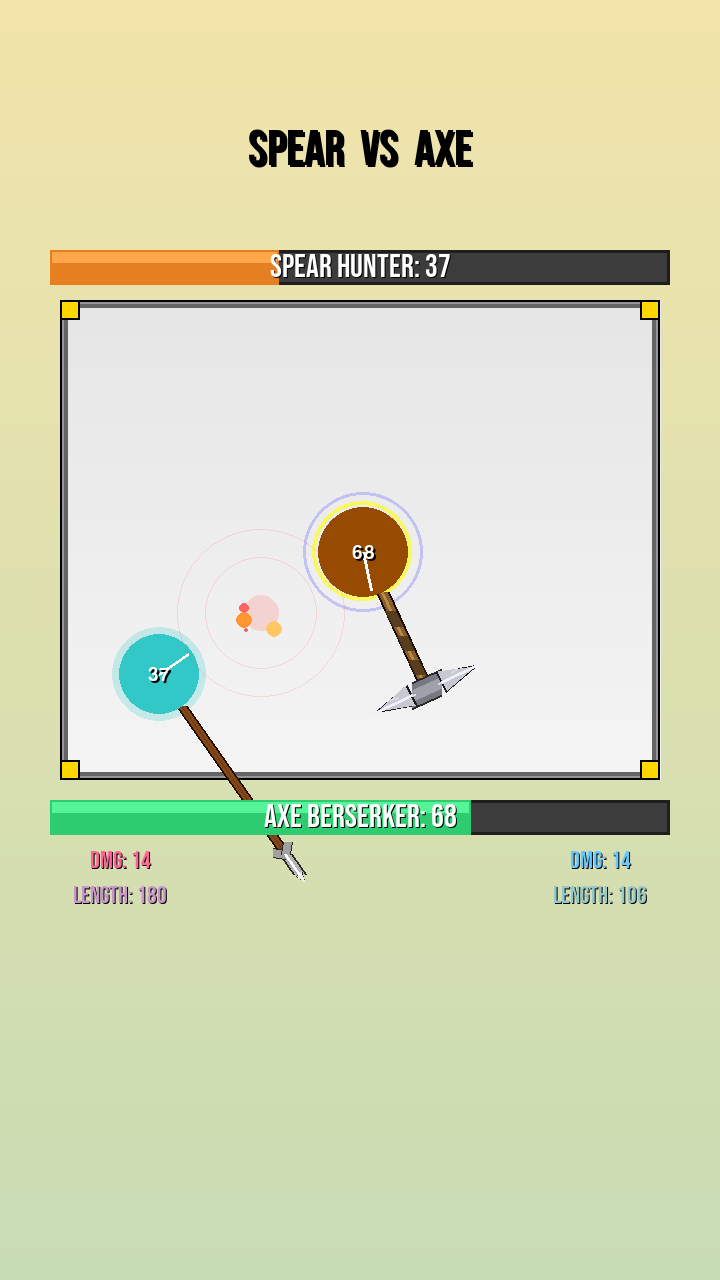 SPEAR VS AXE
SPEAR HUNTER: 37
68
37
AXE BERSERKER: 68
DMG: 14
DMG: 14
LENGTH: 180
LENGTH: 106